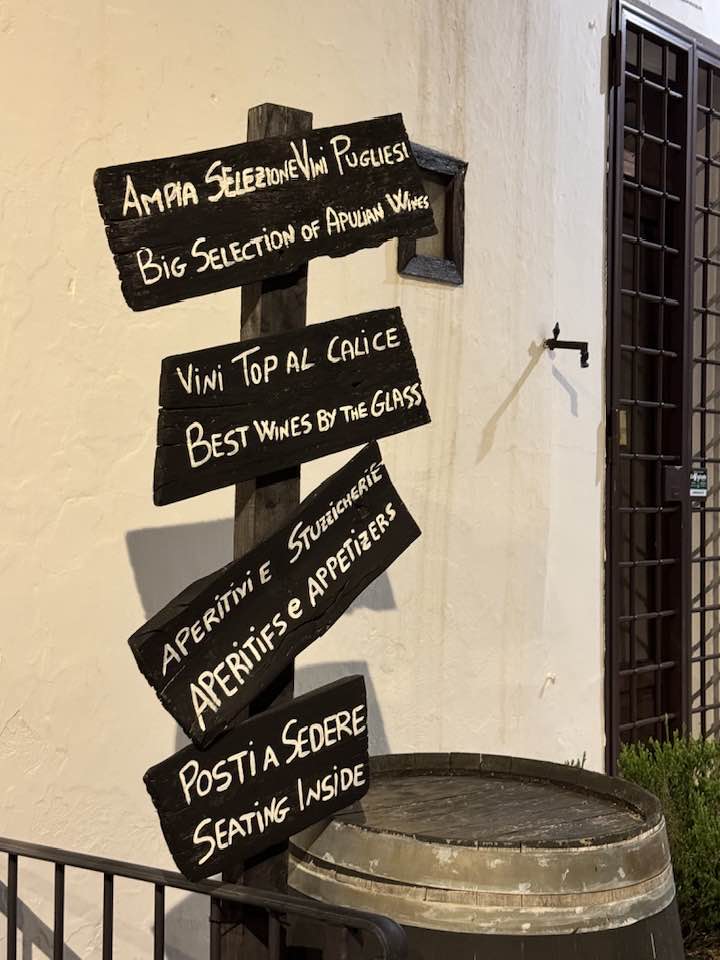 AMPIA SELEZIONE VINI PUGLIESI
BIG SELECTION OF APULIAN WINES
VINI TOP AL CALICE
BEST WINES BY THE GLASS
APERITIVI E STUZZICHERIE
APERITIFS e APPETIZERS
POSTI A SEDERE
SEATING INSIDE